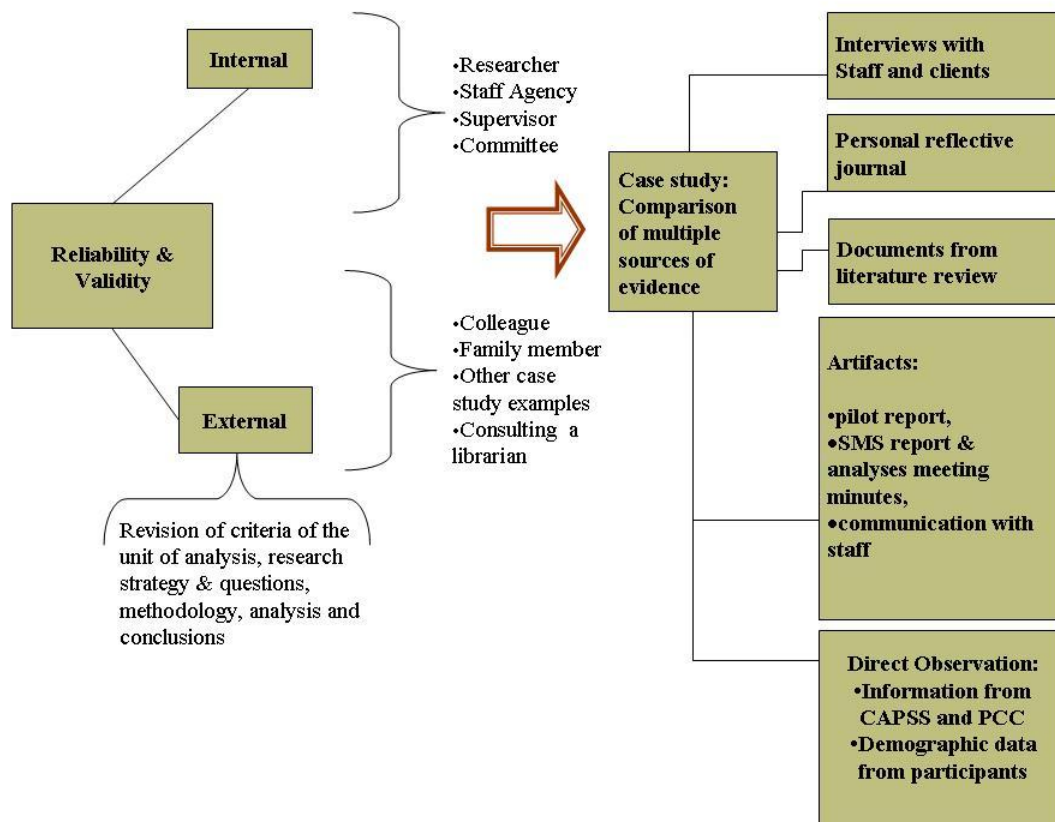 Internal
•Researcher
•Staff Agency
•Supervisor
•Committee
Reliability &
Validity
•Colleague
•Family member
•Other case
study examples
•Consulting a
librarian
External
Revision of criteria of the
unit of analysis, research
strategy & questions,
methodology, analysis and
conclusions
Case study:
Comparison
of multiple
sources of
evidence
Interviews with
Staff and clients
Personal reflective
journal
Documents from
literature review
Artifacts:
•pilot report,
•SMS report &
analyses meeting
minutes,
•communication with
staff
Direct Observation:
•Information from
CAPSS and PCC
•Demographic data
from participants